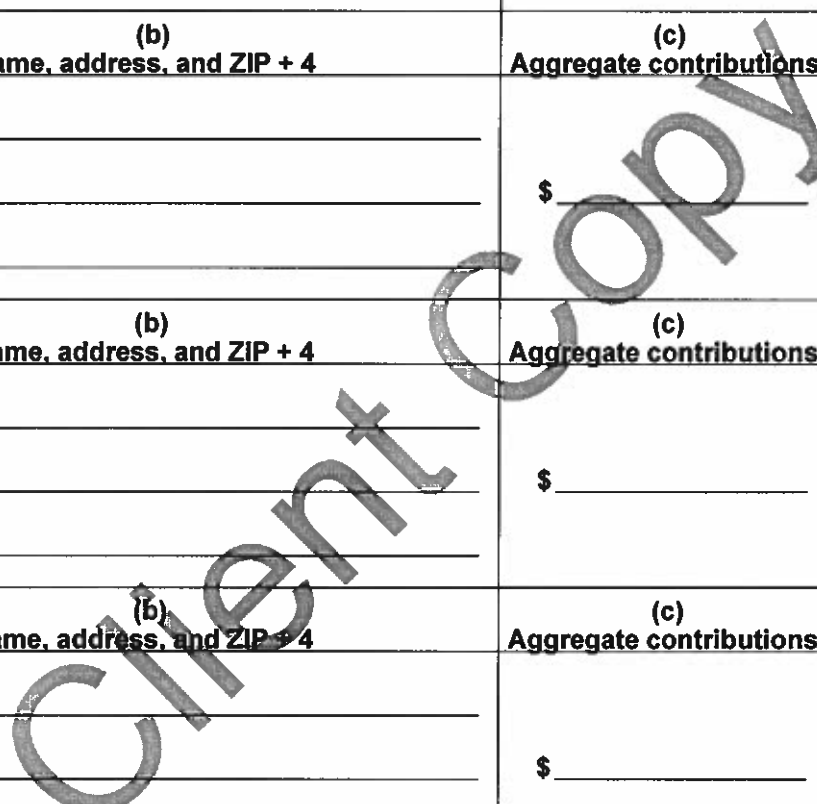 (b) (c)
ame, address, and ZIP + 4 Aggregate contributions
$
(b) (c)
ame, address, and ZIP + 4 Aggregate contributions
$
(b) (c)
ame, address, and ZIP + 4 Aggregate contributions
$
Client Copy